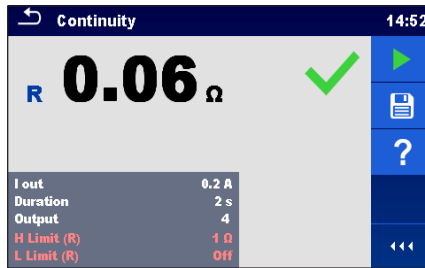 Continuity 14:52
R 0.06 Ω
?
I out 0.2 A
Duration 2 s
Output 4
H Limit (R) 1 Ω
L Limit (R) Off